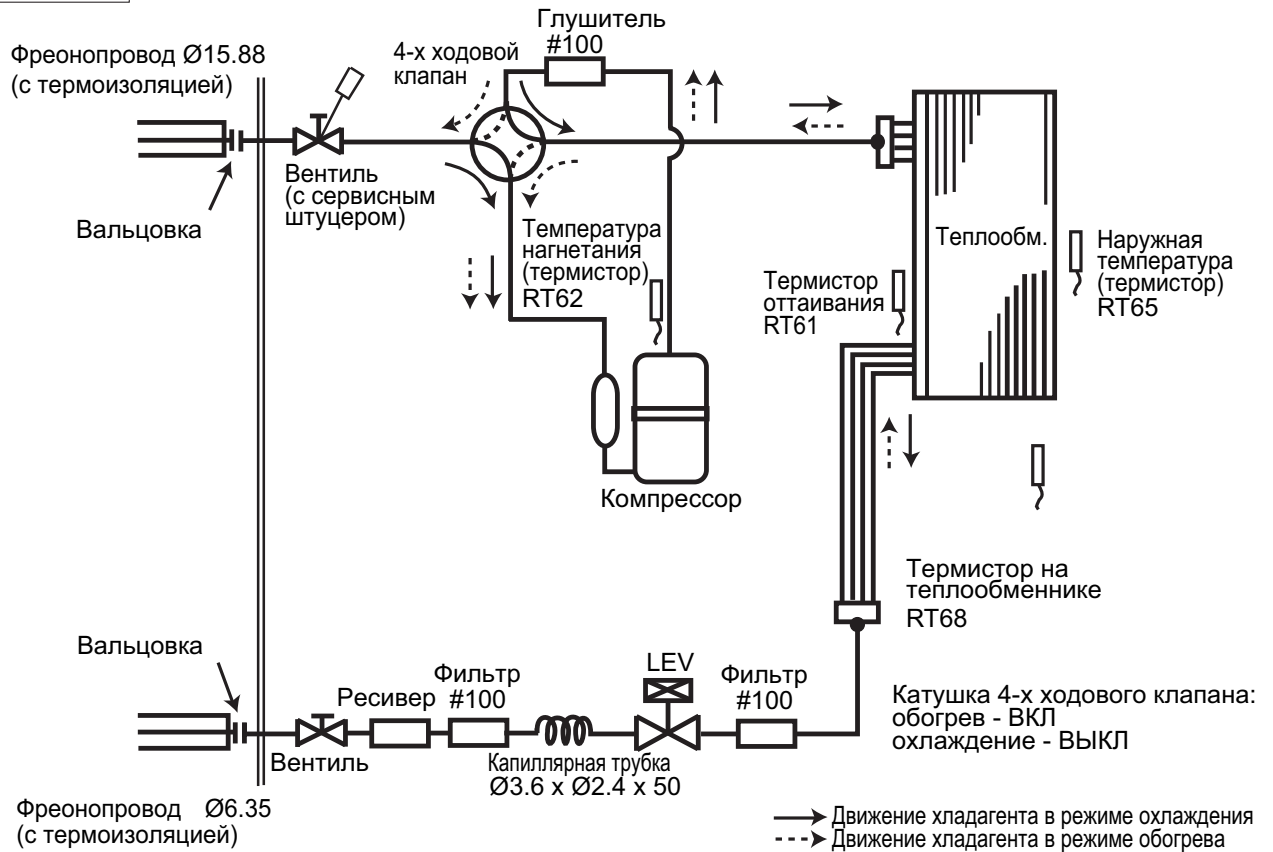 Глушитель
#100
Фреонопровод Ø15.88
(с термоизоляцией)
4-х ходовой
клапан
Вентиль
(с сервисным
штуцером)
Вальцовка
Температура
нагнетания
(термистор)
RT62
Теплообм.
Наружная
температура
(термистор)
RT65
Термистор
оттаивания
RT61
Компрессор
Термистор на
теплообменнике
RT68
Вальцовка
Ресивер
Фильтр
#100
LEV
Фильтр
#100
Вентиль
Капиллярная трубка
Ø3.6 x Ø2.4 x 50
Катушка 4-х ходового клапана:
обогрев - ВКЛ
охлаждение - ВЫКЛ
Фреонопровод Ø6.35
(с термоизоляцией)
Движение хладагента в режиме охлаждения
Движение хладагента в режиме обогрева